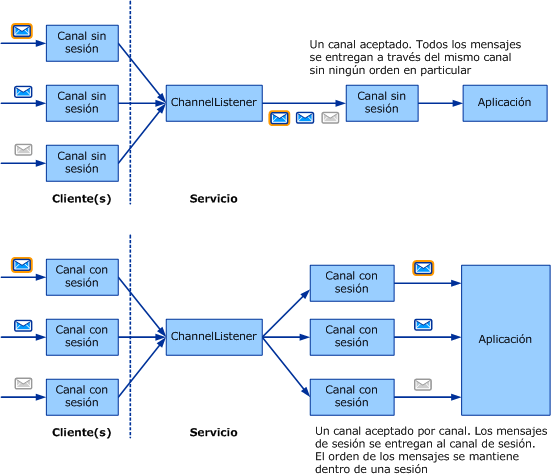 Canal sin
sesión
Un canal aceptado. Todos los mensajes
se entregan a través del mismo canal
sin ningún orden en particular
Canal sin
sesión
ChannelListener
Canal sin
sesión
Aplicación
Canal sin
sesión
Cliente(s)
Servicio
Canal con
sesión
Canal con
sesión
Canal con
sesión
ChannelListener
Canal con
sesión
Aplicación
Canal con
sesión
Canal con
sesión
Cliente(s)
Servicio
Un canal aceptado por canal. Los mensajes
de sesión se entregan al canal de sesión.
El orden de los mensajes se mantiene
dentro de una sesión